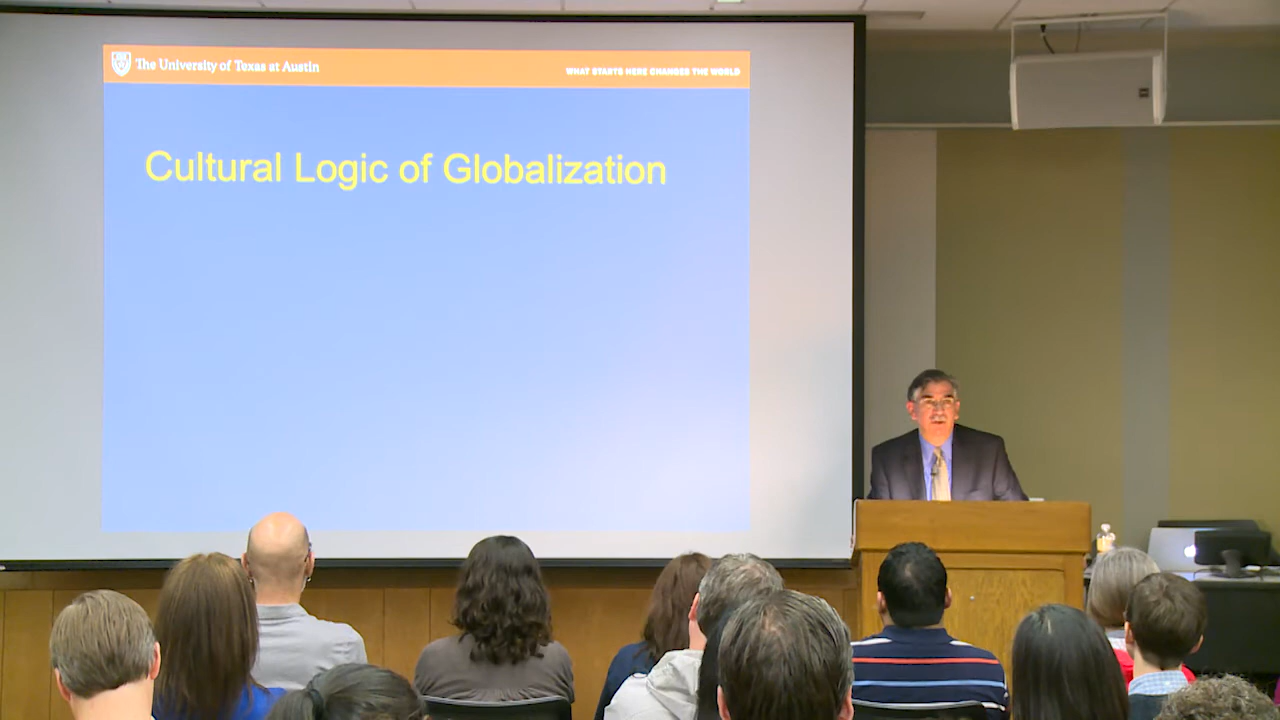 The University of Texas at Austin
WHAT STARTS HERE CHANGES THE WORLD
Cultural Logic of Globalization